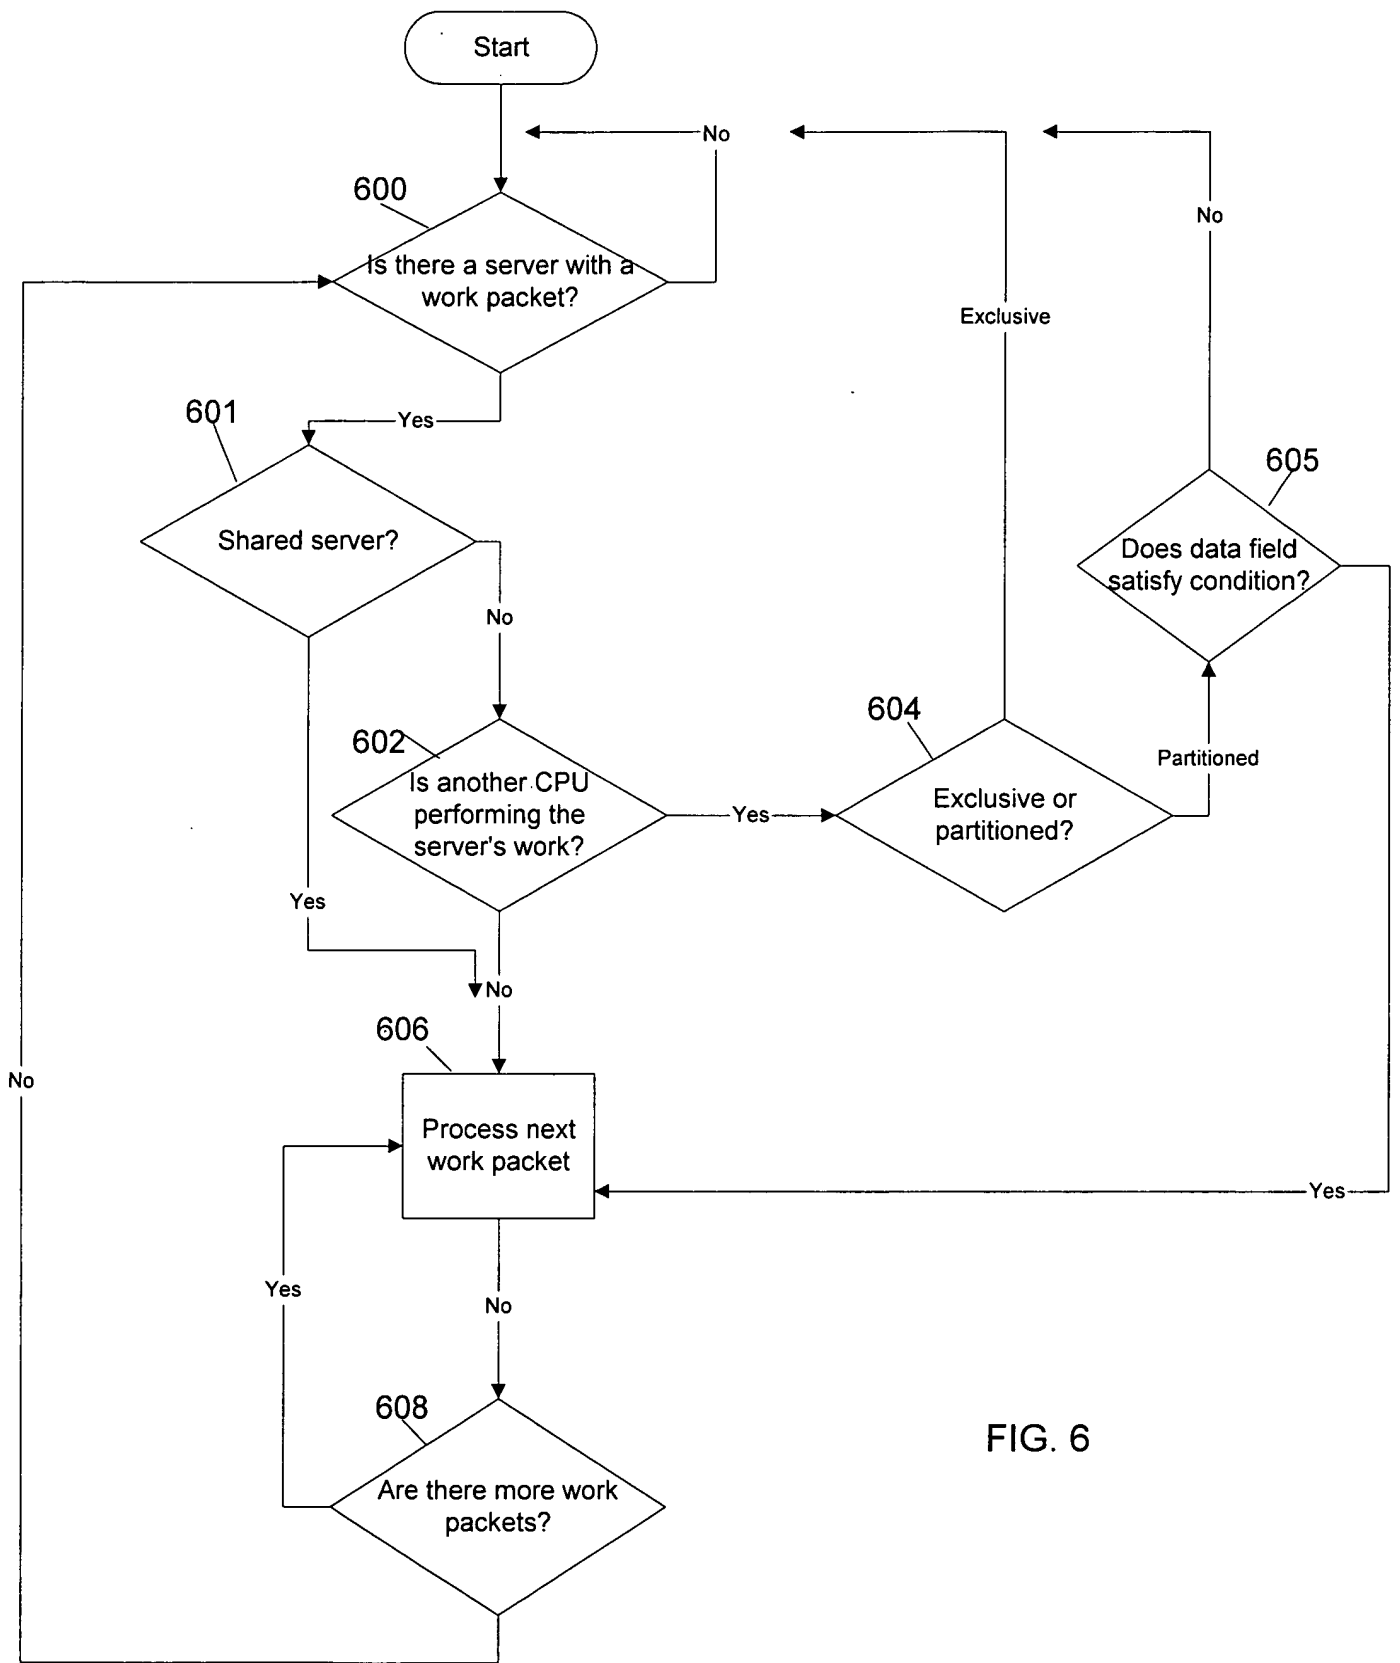 Start
No
600
Is there a server with a
work packet?
No
Exclusive
Yes
601
605
Shared server?
Does data field
satisfy condition?
No
604
Partitioned
602
Is another CPU
performing the
server's work?
Yes
Exclusive or
partitioned?
Yes
No
606
No
Process next
work packet
Yes
Yes
No
608
Are there more work
packets?
FIG. 6